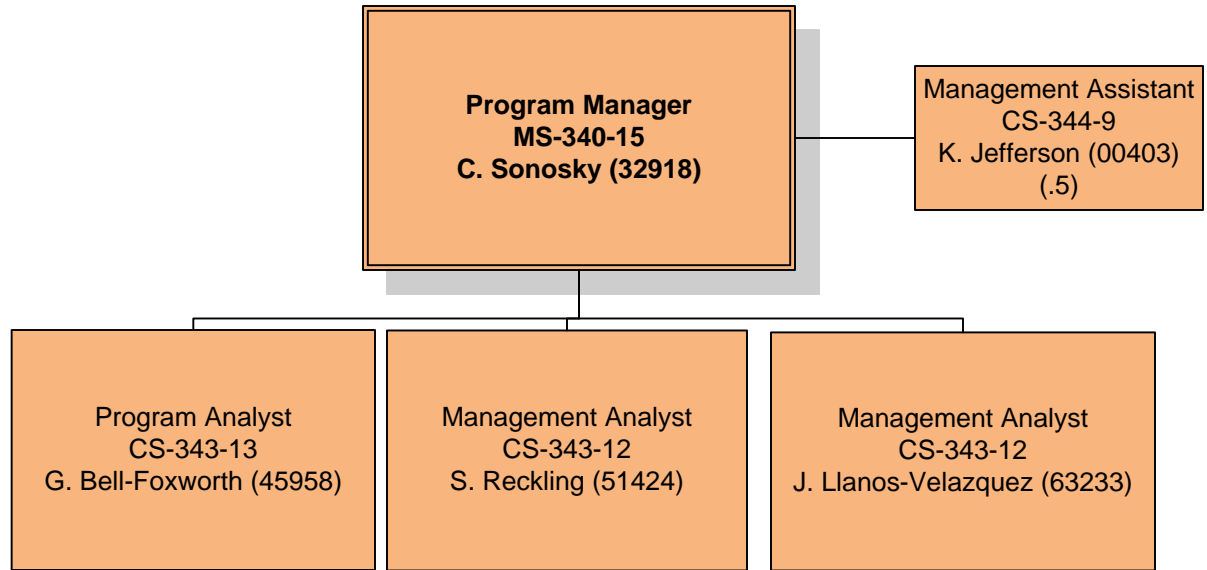 Program Manager
MS-340-15
C. Sonosky (32918)
Management Assistant
CS-344-9
K. Jefferson (00403)
(.5)
Program Analyst
CS-343-13
G. Bell-Foxworth (45958)
Management Analyst
CS-343-12
S. Reckling (51424)
Management Analyst
CS-343-12
J. Llanos-Velazquez (63233)